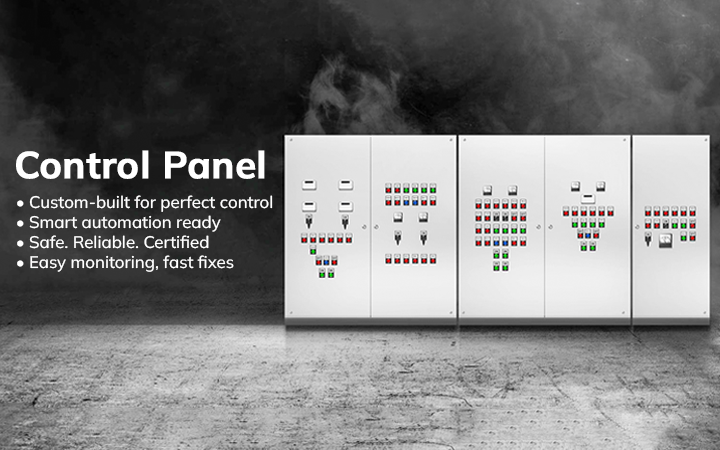 Control Panel
• Custom-built for perfect control
• Smart automation ready
• Safe. Reliable. Certified
• Easy monitoring, fast fixes